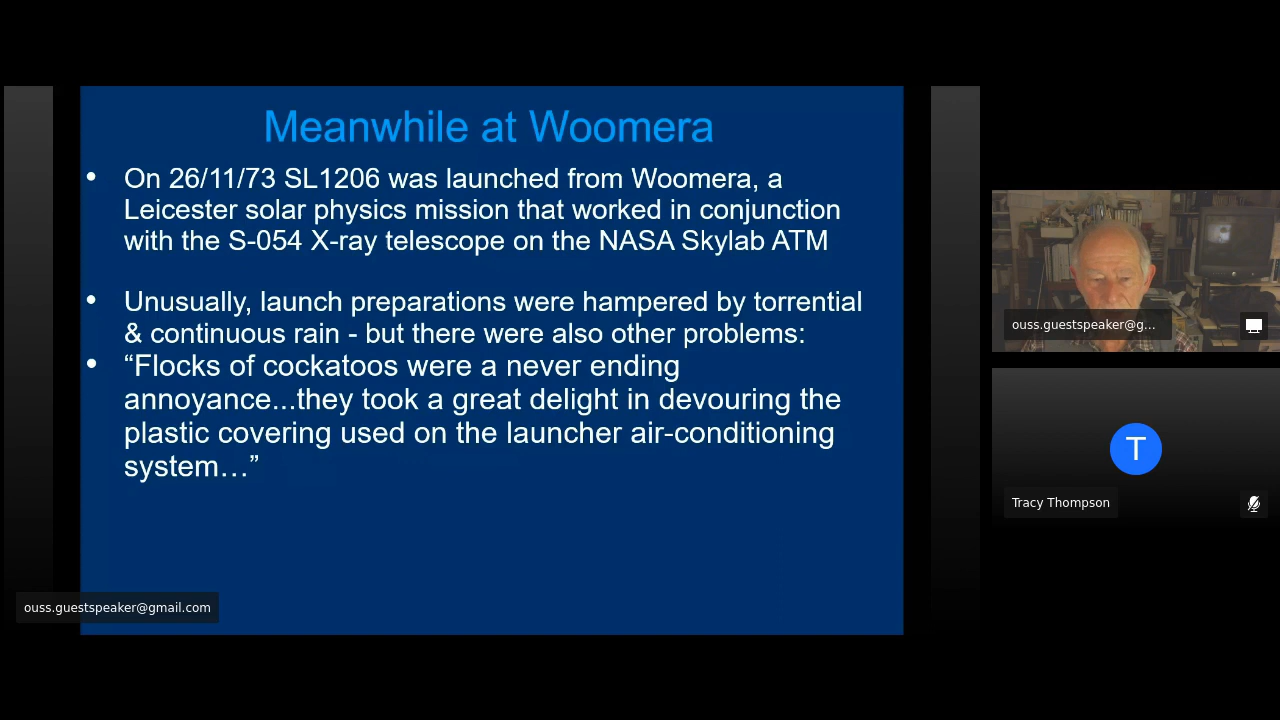 Meanwhile at Woomera
• On 26/11/73 SL1206 was launched from Woomera, a
Leicester solar physics mission that worked in conjunction
with the S-054 X-ray telescope on the NASA Skylab ATM
• Unusually, launch preparations were hampered by torrential
& continuous rain - but there were also other problems:
• “Flocks of cockatoos were a never ending
annoyance...they took a great delight in devouring the
plastic covering used on the launcher air-conditioning
system…”
ouss.guestspeaker@gmail.com
ouss.guestspeaker@g...
T
Tracy Thompson